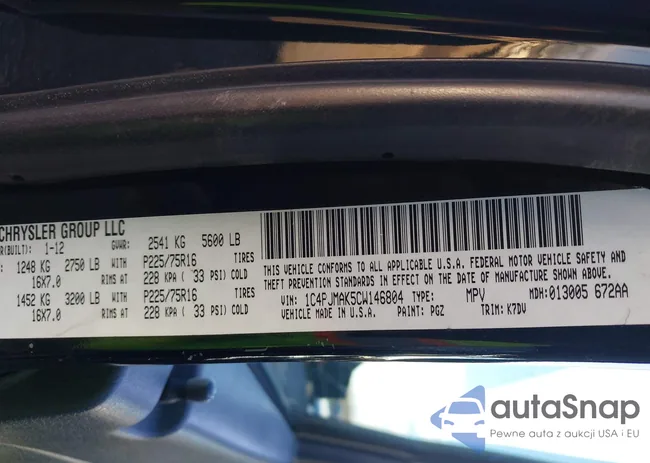 CHRYSLER GROUP LLC
R(BUILT): 1-12 GVWR: 2541 KG 5600 LB
1248 KG 2750 LB WITH P225/75R16 TIRES
16X7.0 RIMS AT 228 KPA ( 33 PSI) COLD
1452 KG 3200 LB WITH P225/75R16 TIRES
16X7.0 RIMS AT 228 KPA ( 33 PSI) COLD
THIS VEHICLE CONFORMS TO ALL APPLICABLE U.S.A. FEDERAL MOTOR VEHICLE SAFETY AND
THEFT PREVENTION STANDARDS IN EFFECT ON THE DATE OF MANUFACTURE SHOWN ABOVE.
VIN: 1C4PJMAK5CW146804 TYPE: MPV MDH: 013005 672AA
VEHICLE MADE IN U.S.A. PAINT: PGZ TRIM: K7DV
autaSnap
Pewne auta z aukcji USA i EU